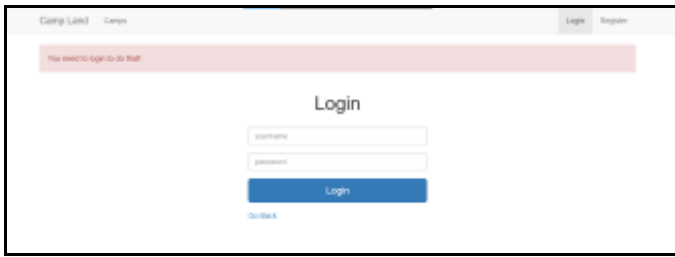 Camp Land Camps Login Register
You need to login to do that!
Login
username
password
Login
Go Back